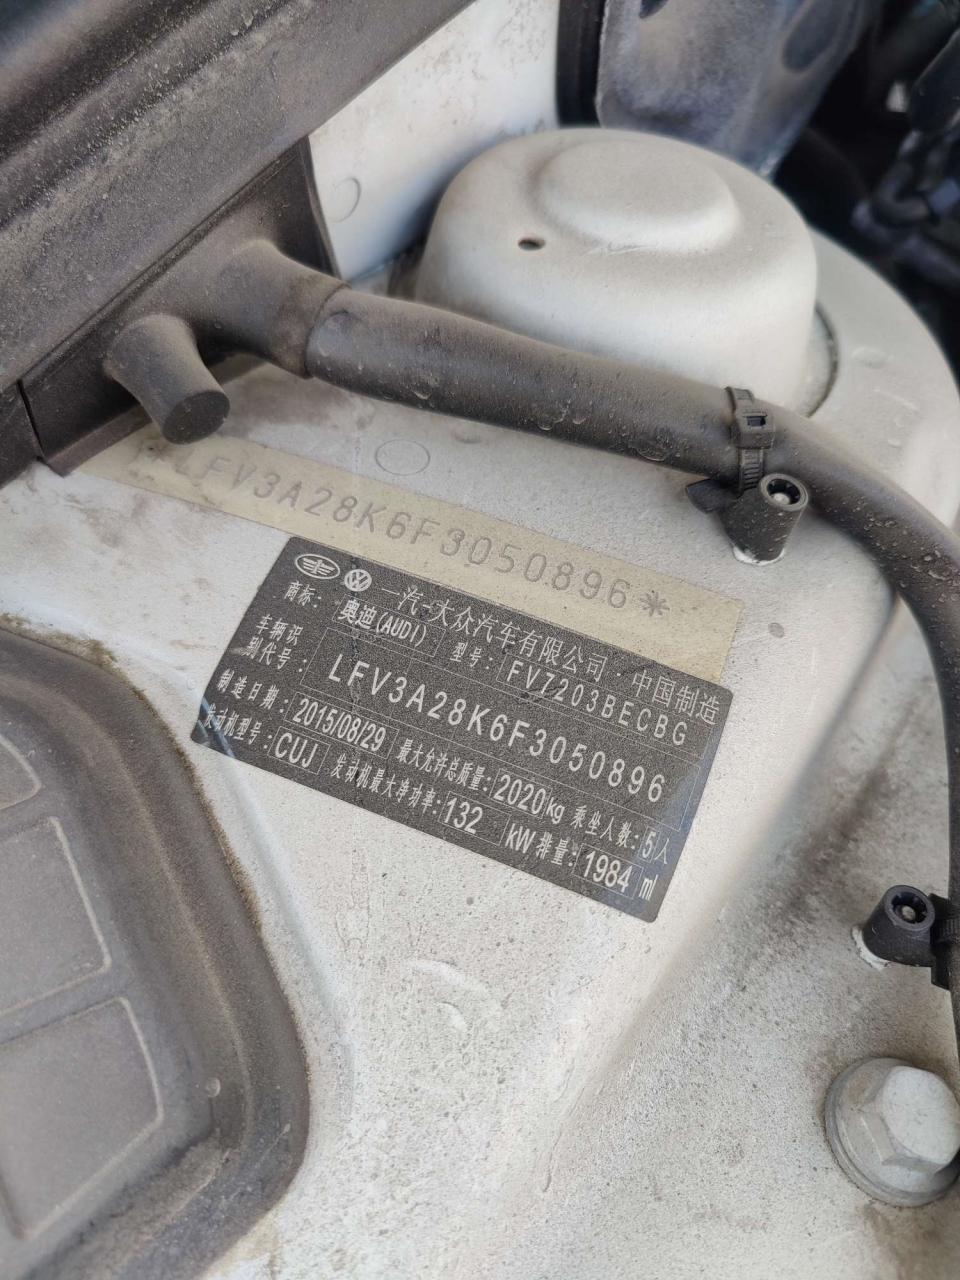 LFV3A28K6F3050896*
一汽-大众汽车有限公司 中国制造
商标: 奥迪(AUDI) 型号: FV7203BECBG
车辆识别代号: LFV3A28K6F3050896
制造日期: 2015/08/29 最大允许总质量: 2020kg 乘坐人数: 5人
发动机型号: CUJ 发动机最大净功率: 132 kW 排量: 1984 ml